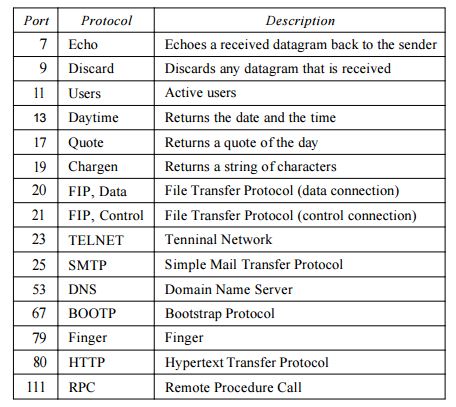 Port Protocol Description
7 Echo Echoes a received datagram back to the sender
9 Discard Discards any datagram that is received
11 Users Active users
13 Daytime Returns the date and the time
17 Quote Returns a quote of the day
19 Chargen Returns a string of characters
20 FIP, Data File Transfer Protocol (data connection)
21 FIP, Control File Transfer Protocol (control connection)
23 TELNET Tenninal Network
25 SMTP Simple Mail Transfer Protocol
53 DNS Domain Name Server
67 BOOTP Bootstrap Protocol
79 Finger Finger
80 HTTP Hypertext Transfer Protocol
111 RPC Remote Procedure Call